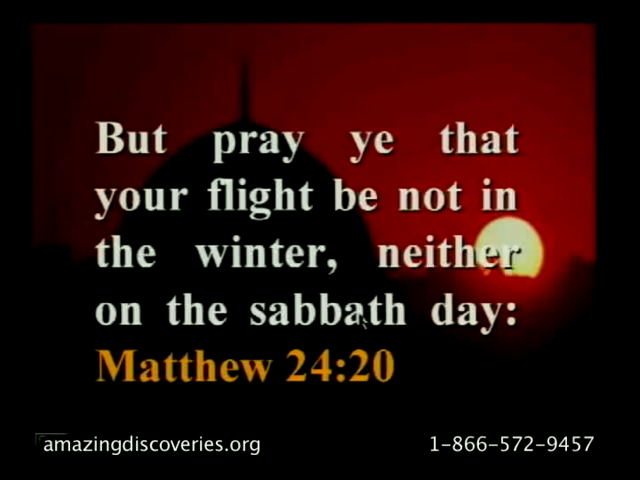 But pray ye that
your flight be not in
the winter, neither
on the sabbath day:
Matthew 24:20
amazingdiscoveries.org 1-866-572-9457